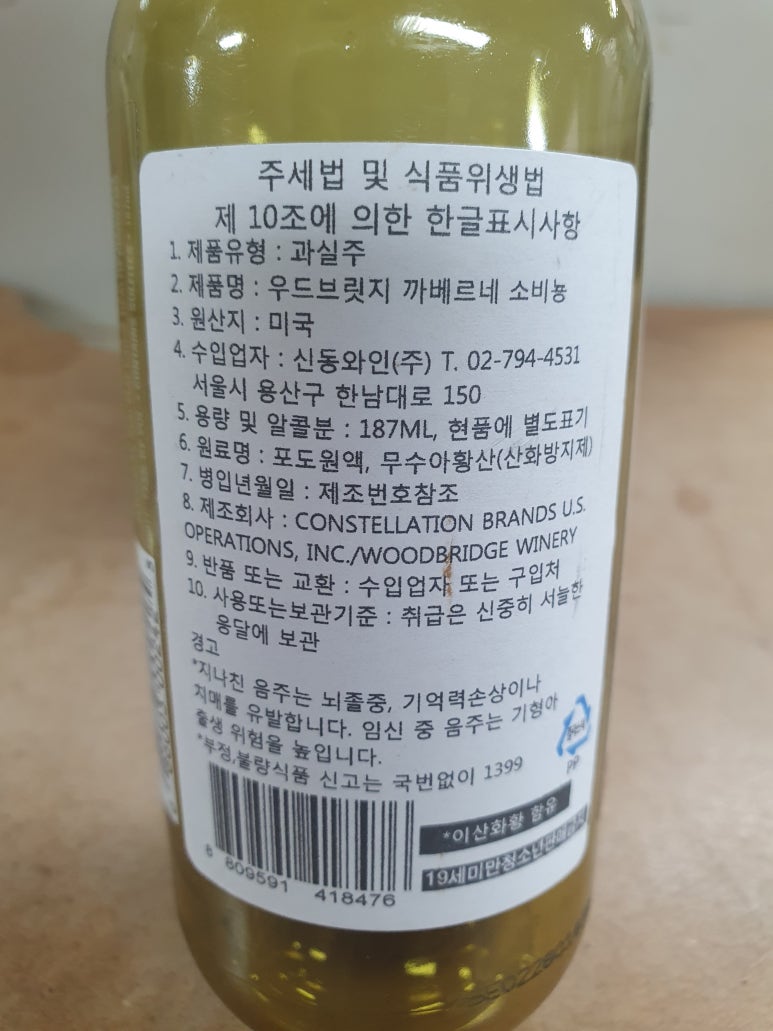 주세법 및 식품위생법
제 10조에 의한 한글표시사항
1. 제품유형 : 과실주
2. 제품명 : 우드브릿지 까베르네 소비뇽
3. 원산지 : 미국
4. 수입업자 : 신동와인(주) T. 02-794-4531
서울시 용산구 한남대로 150
5. 용량 및 알콜분 : 187ML, 현품에 별도표기
6. 원료명 : 포도원액, 무수아황산(산화방지제)
7. 병입년월일 : 제조번호참조
8. 제조회사 : CONSTELLATION BRANDS U.S.
OPERATIONS, INC./WOODBRIDGE WINERY
9. 반품 또는 교환 : 수입업자 또는 구입처
10. 사용또는보관기준 : 취급은 신중히 서늘한
응달에 보관
경고
*지나친 음주는 뇌졸중, 기억력손상이나
치매를 유발합니다. 임신 중 음주는 기형아
출생 위험을 높입니다.
*부정,불량식품 신고는 국번없이 1399
PP
*이산화황 함유
19세미만청소년판매금지
8 809591 418476